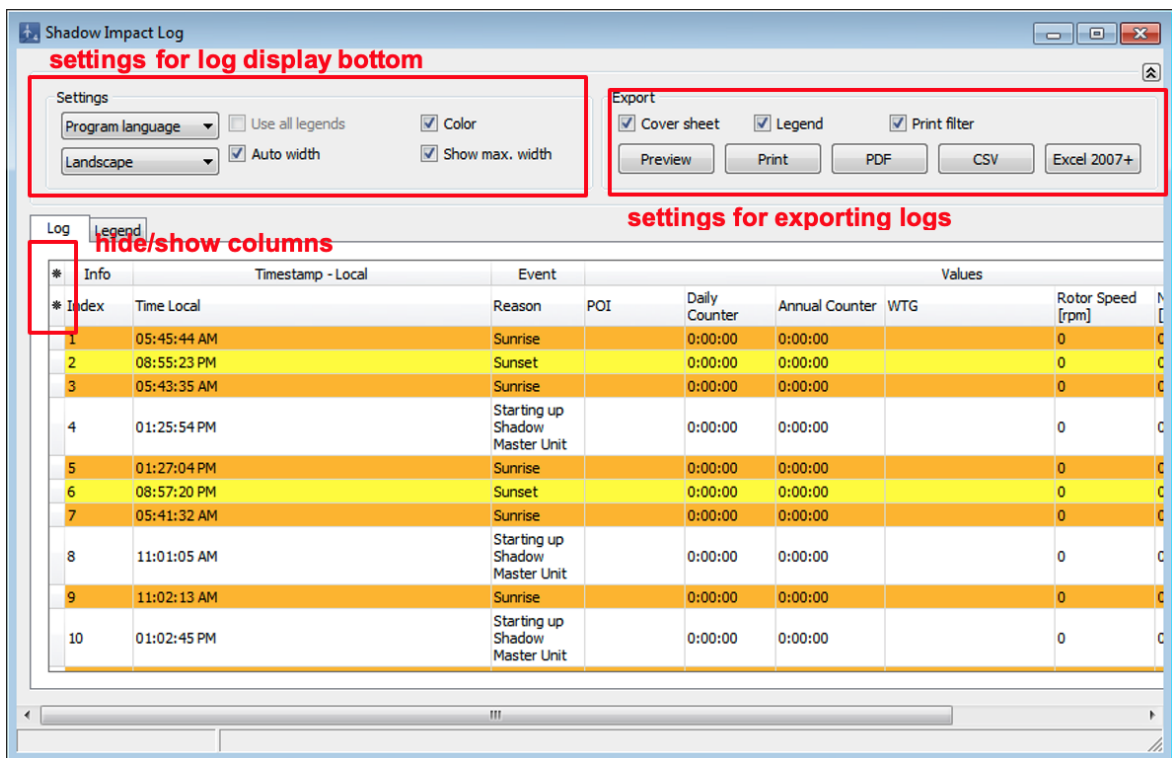 Shadow Impact Log
settings for log display bottom
Settings
Program language
Use all legends
Color
Landscape
Auto width
Show max. width
Export
Cover sheet
Legend
Print filter
Preview
Print
PDF
CSV
Excel 2007+
settings for exporting logs
Log
Legend
hide/show columns
* Info Timestamp - Local Event Values
* Index Time Local Reason POI Daily Counter Annual Counter WTG Rotor Speed [rpm]
1 05:45:44 AM Sunrise 0:00:00 0:00:00 0
2 08:55:23 PM Sunset 0:00:00 0:00:00 0
3 05:43:35 AM Sunrise 0:00:00 0:00:00 0
4 01:25:54 PM Starting up Shadow Master Unit 0:00:00 0:00:00 0
5 01:27:04 PM Sunrise 0:00:00 0:00:00 0
6 08:57:20 PM Sunset 0:00:00 0:00:00 0
7 05:41:32 AM Sunrise 0:00:00 0:00:00 0
8 11:01:05 AM Starting up Shadow Master Unit 0:00:00 0:00:00 0
9 11:02:13 AM Sunrise 0:00:00 0:00:00 0
10 01:02:45 PM Starting up Shadow Master Unit 0:00:00 0:00:00 0